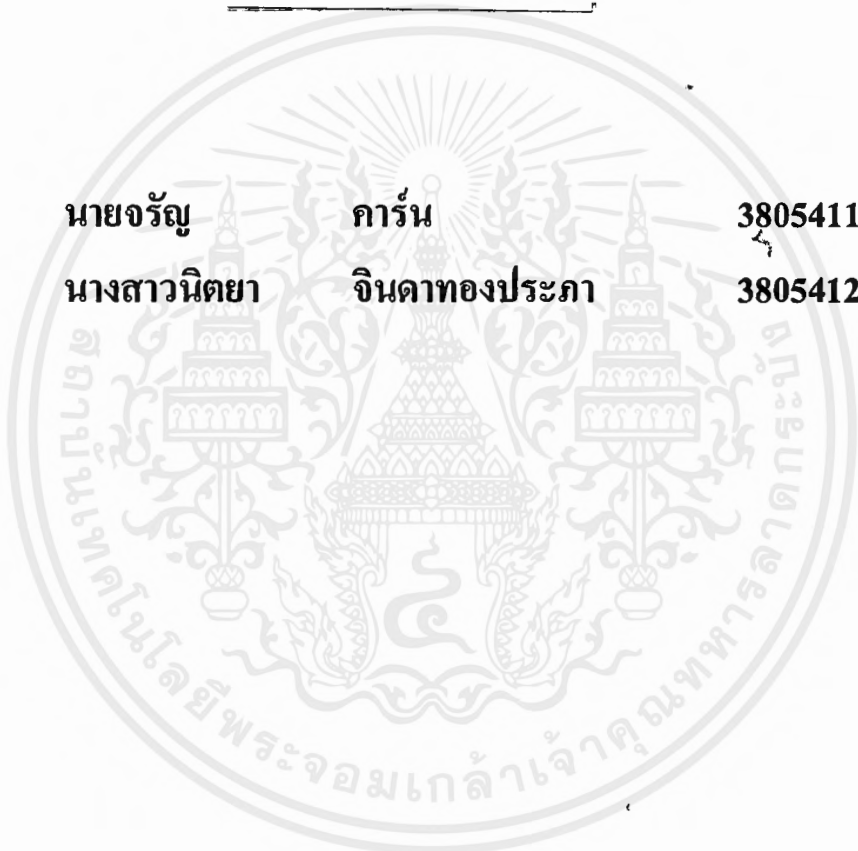 นายจรัญ คาร์น 3805411
นางสาวนิตยา จินดาทองประภา 3805412
สถาบันเทคโนโลยีพระจอมเกล้าเจ้าคุณทหารลาดกระบัง
๔